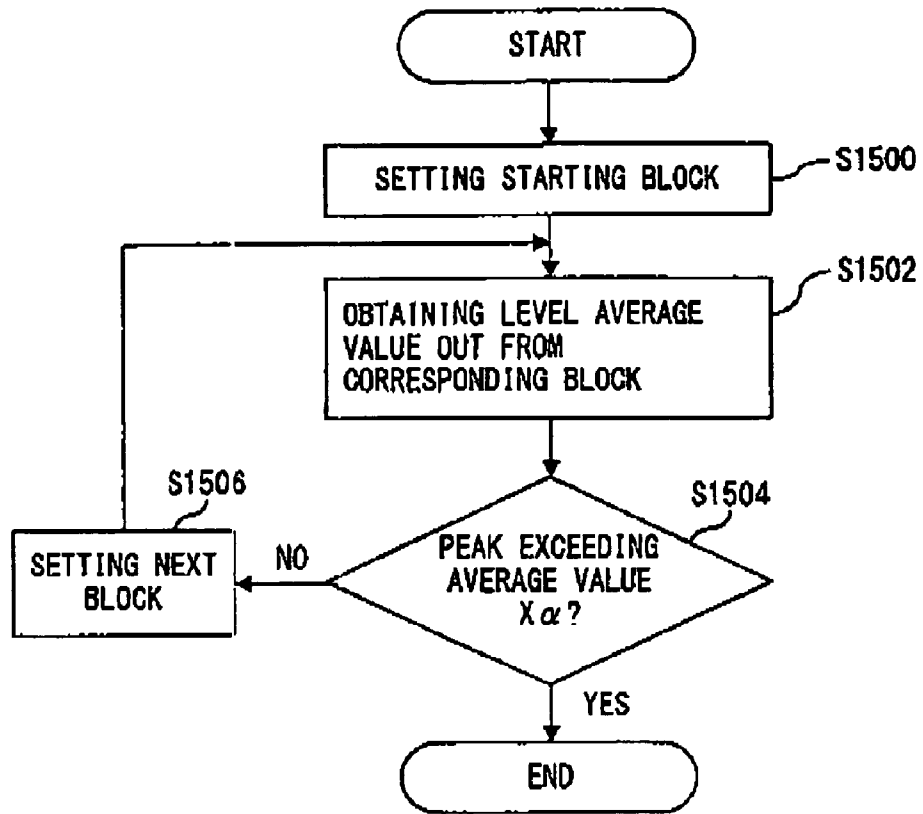 START
SETTING STARTING BLOCK
S1500
S1502
OBTAINING LEVEL AVERAGE
VALUE OUT FROM
CORRESPONDING BLOCK
S1506
S1504
SETTING NEXT
BLOCK
NO
PEAK EXCEEDING
AVERAGE VALUE
X α?
YES
END